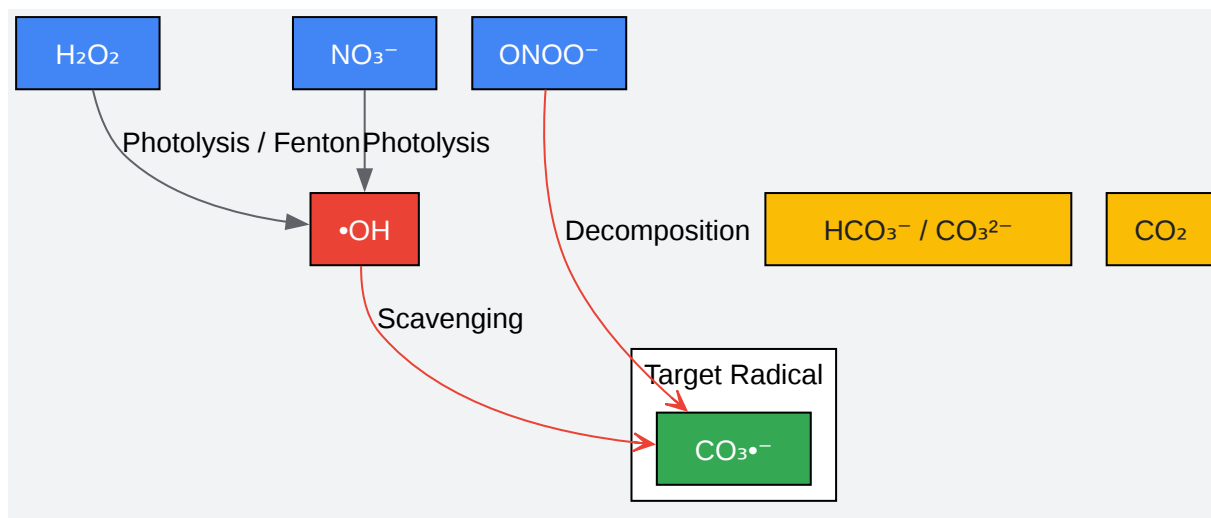 H₂O₂
NO₃⁻
ONOO⁻
Photolysis / Fenton
Photolysis
•OH
Decomposition
HCO₃⁻ / CO₃²⁻
CO₂
Scavenging
Target Radical
CO₃•⁻